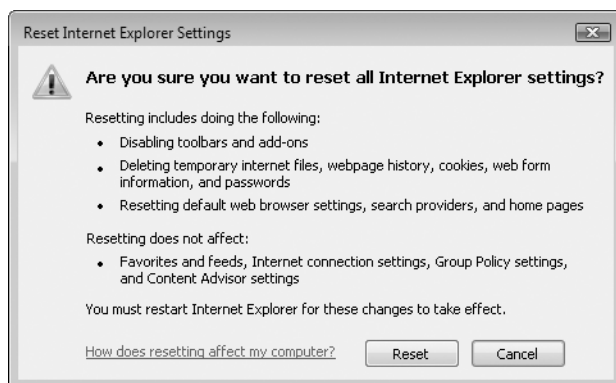 Reset Internet Explorer Settings
Are you sure you want to reset all Internet Explorer settings?
Resetting includes doing the following:
• Disabling toolbars and add-ons
• Deleting temporary internet files, webpage history, cookies, web form
information, and passwords
• Resetting default web browser settings, search providers, and home pages
Resetting does not affect:
• Favorites and feeds, Internet connection settings, Group Policy settings,
and Content Advisor settings
You must restart Internet Explorer for these changes to take effect.
How does resetting affect my computer? Reset Cancel